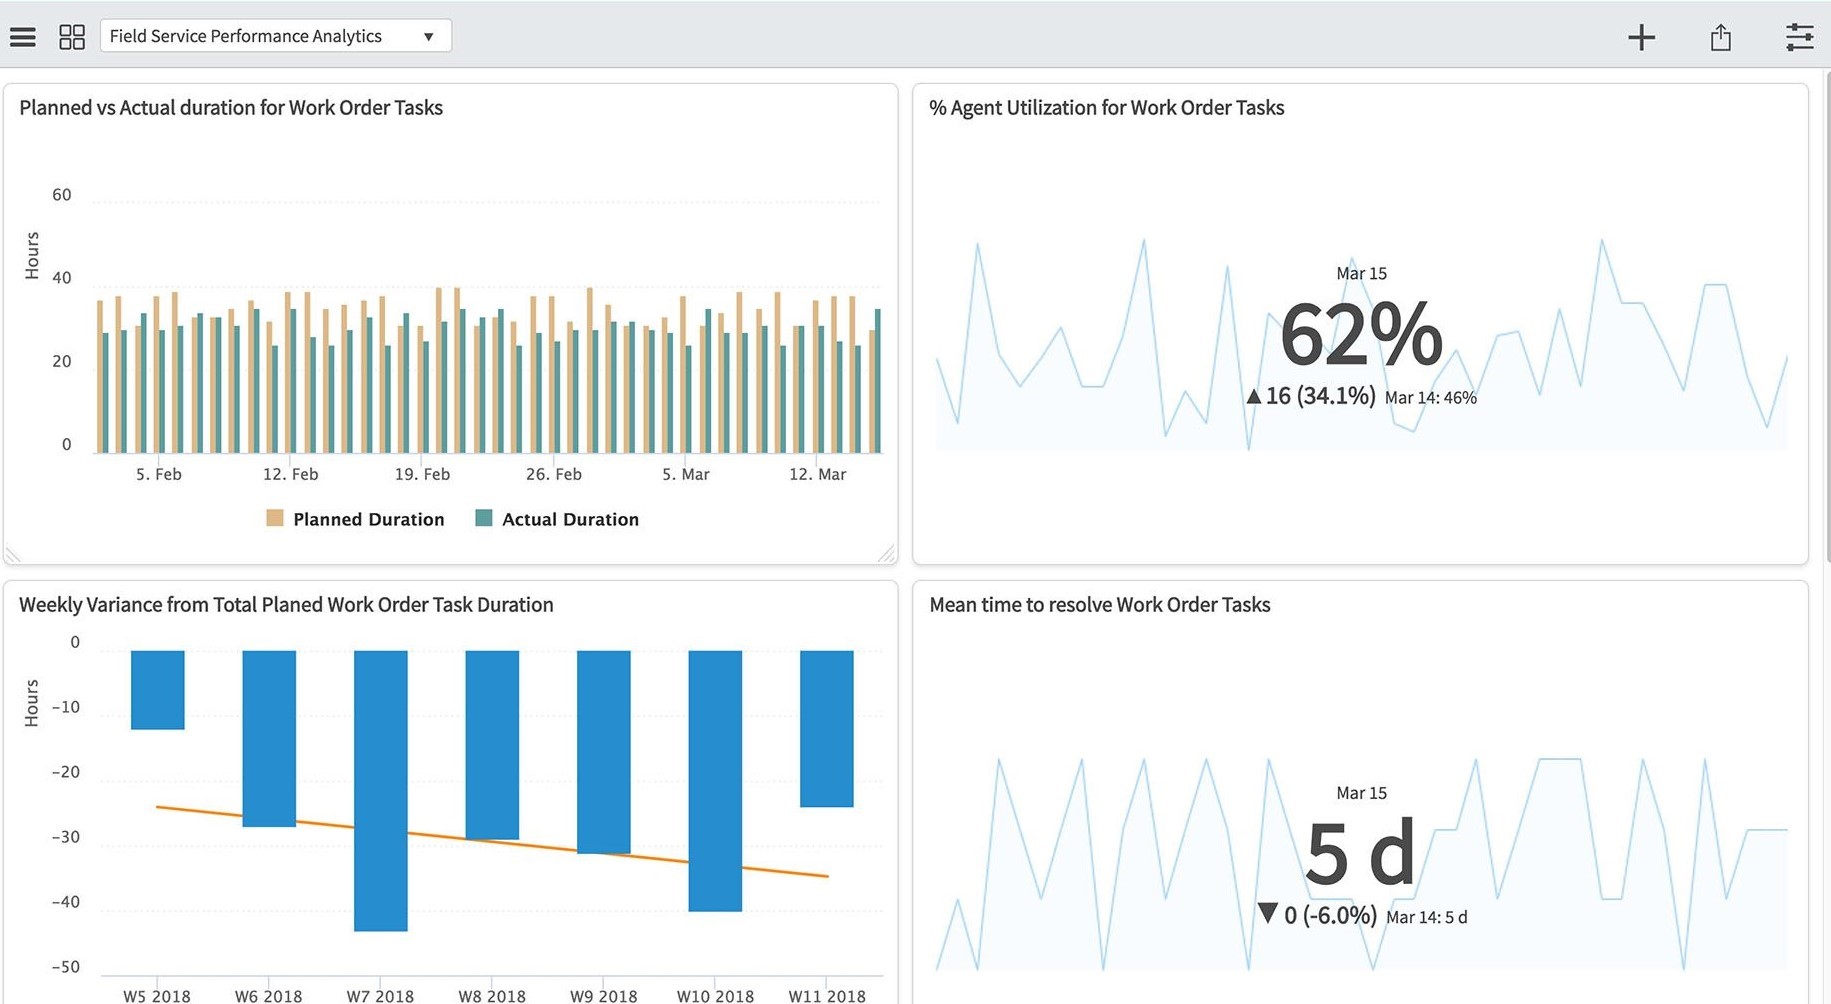 Field Service Performance Analytics
Planned vs Actual duration for Work Order Tasks
60
40
20
0
Hours
5. Feb 12. Feb 19. Feb 26. Feb 5. Mar 12. Mar
Planned Duration Actual Duration
% Agent Utilization for Work Order Tasks
Mar 15
62%
▲16 (34.1%) Mar 14: 46%
Weekly Variance from Total Planed Work Order Task Duration
0
−10
−20
−30
−40
−50
Hours
W5 2018 W6 2018 W7 2018 W8 2018 W9 2018 W10 2018 W11 2018
Mean time to resolve Work Order Tasks
Mar 15
5 d
▼ 0 (-6.0%) Mar 14: 5 d